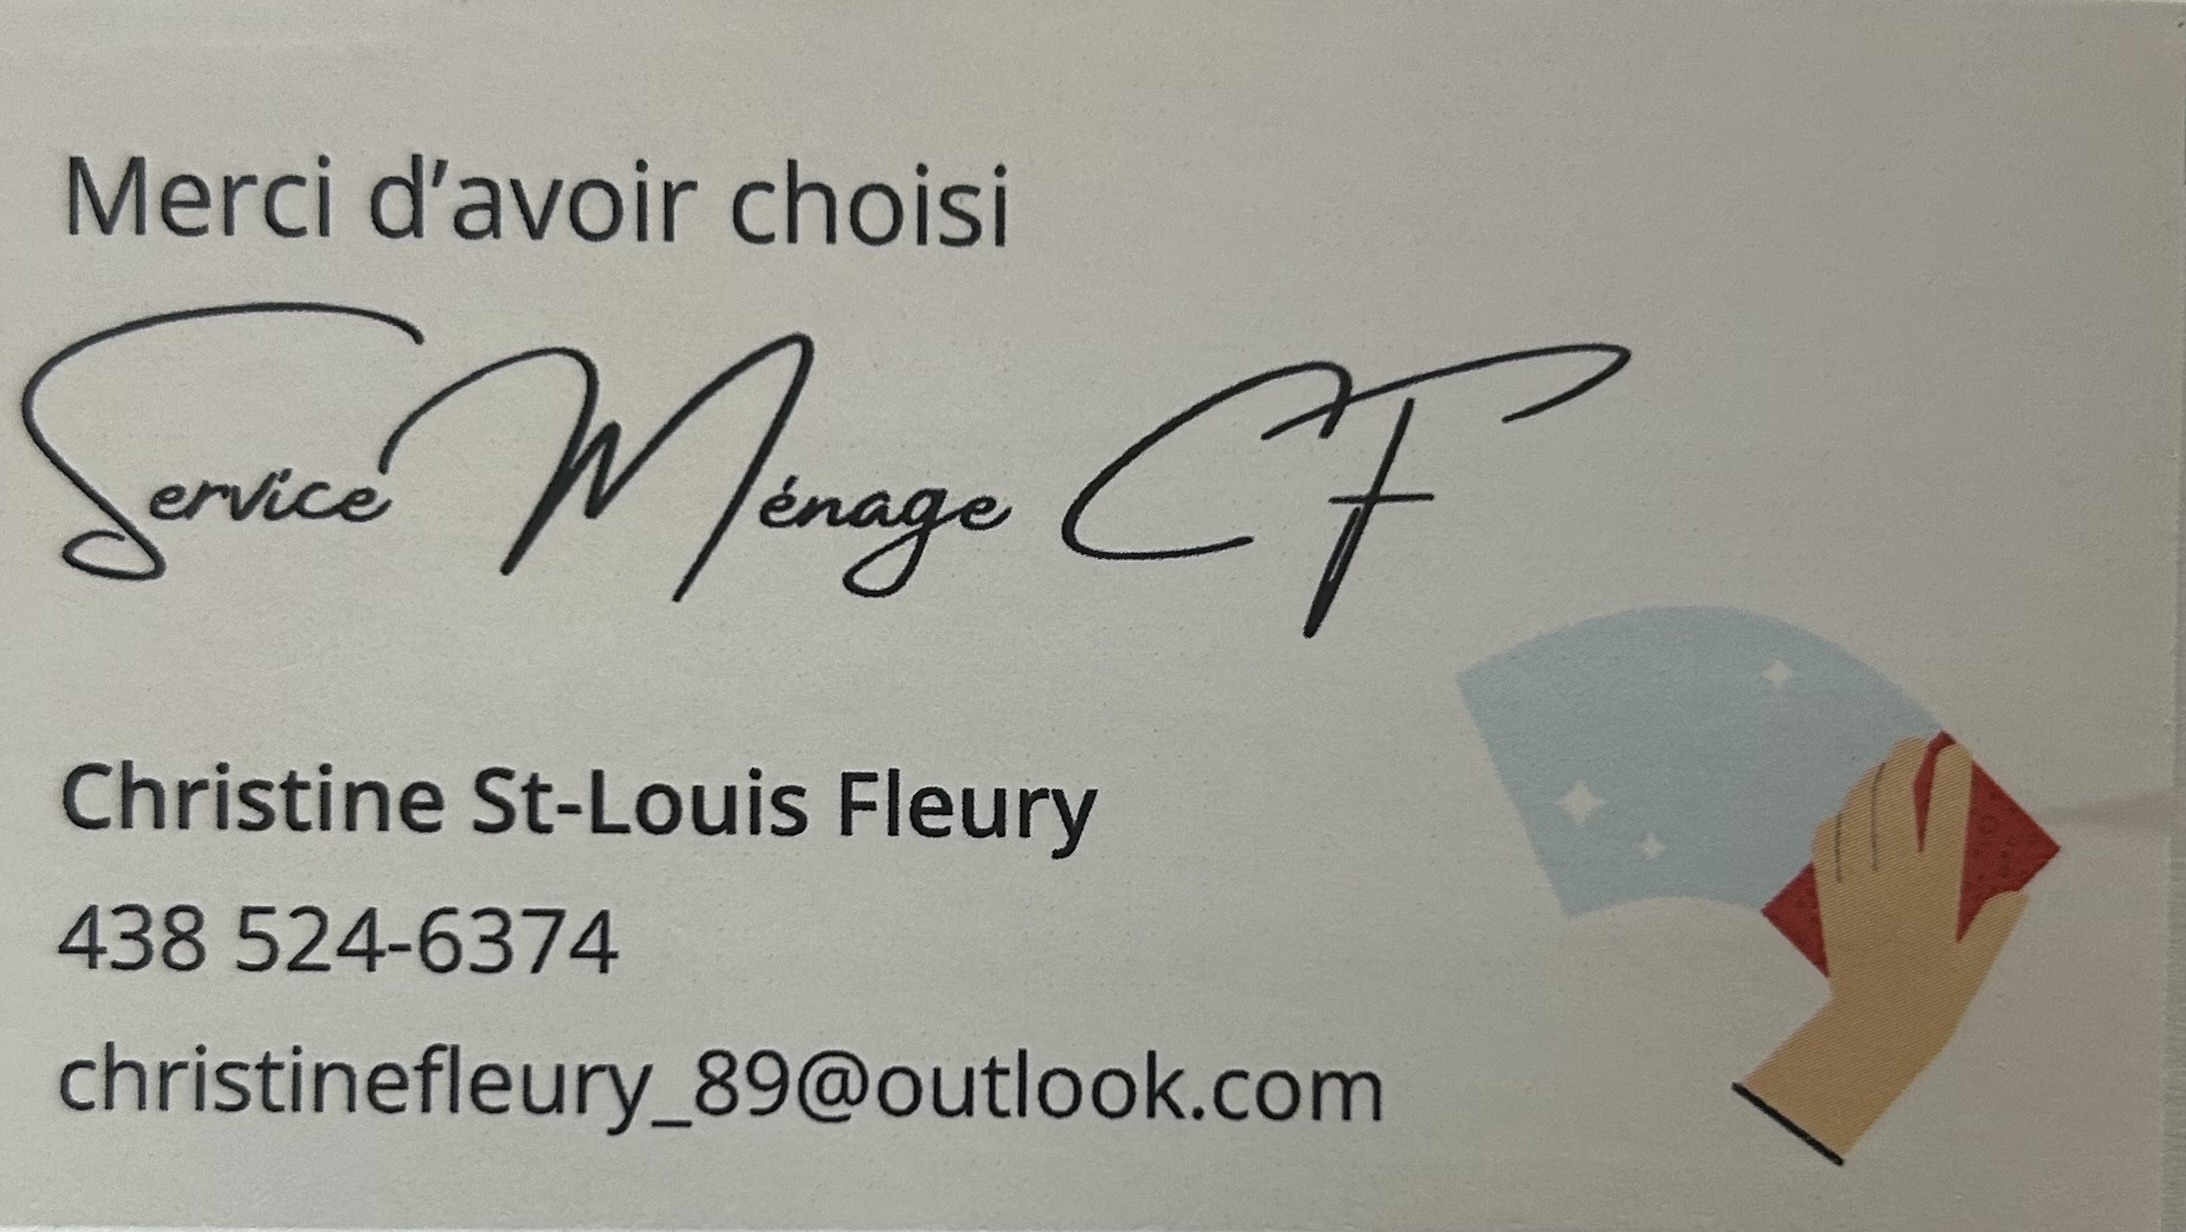 Merci d’avoir choisi
Service Ménage CF
Christine St-Louis Fleury
438 524-6374
christinefleury_89@outlook.com